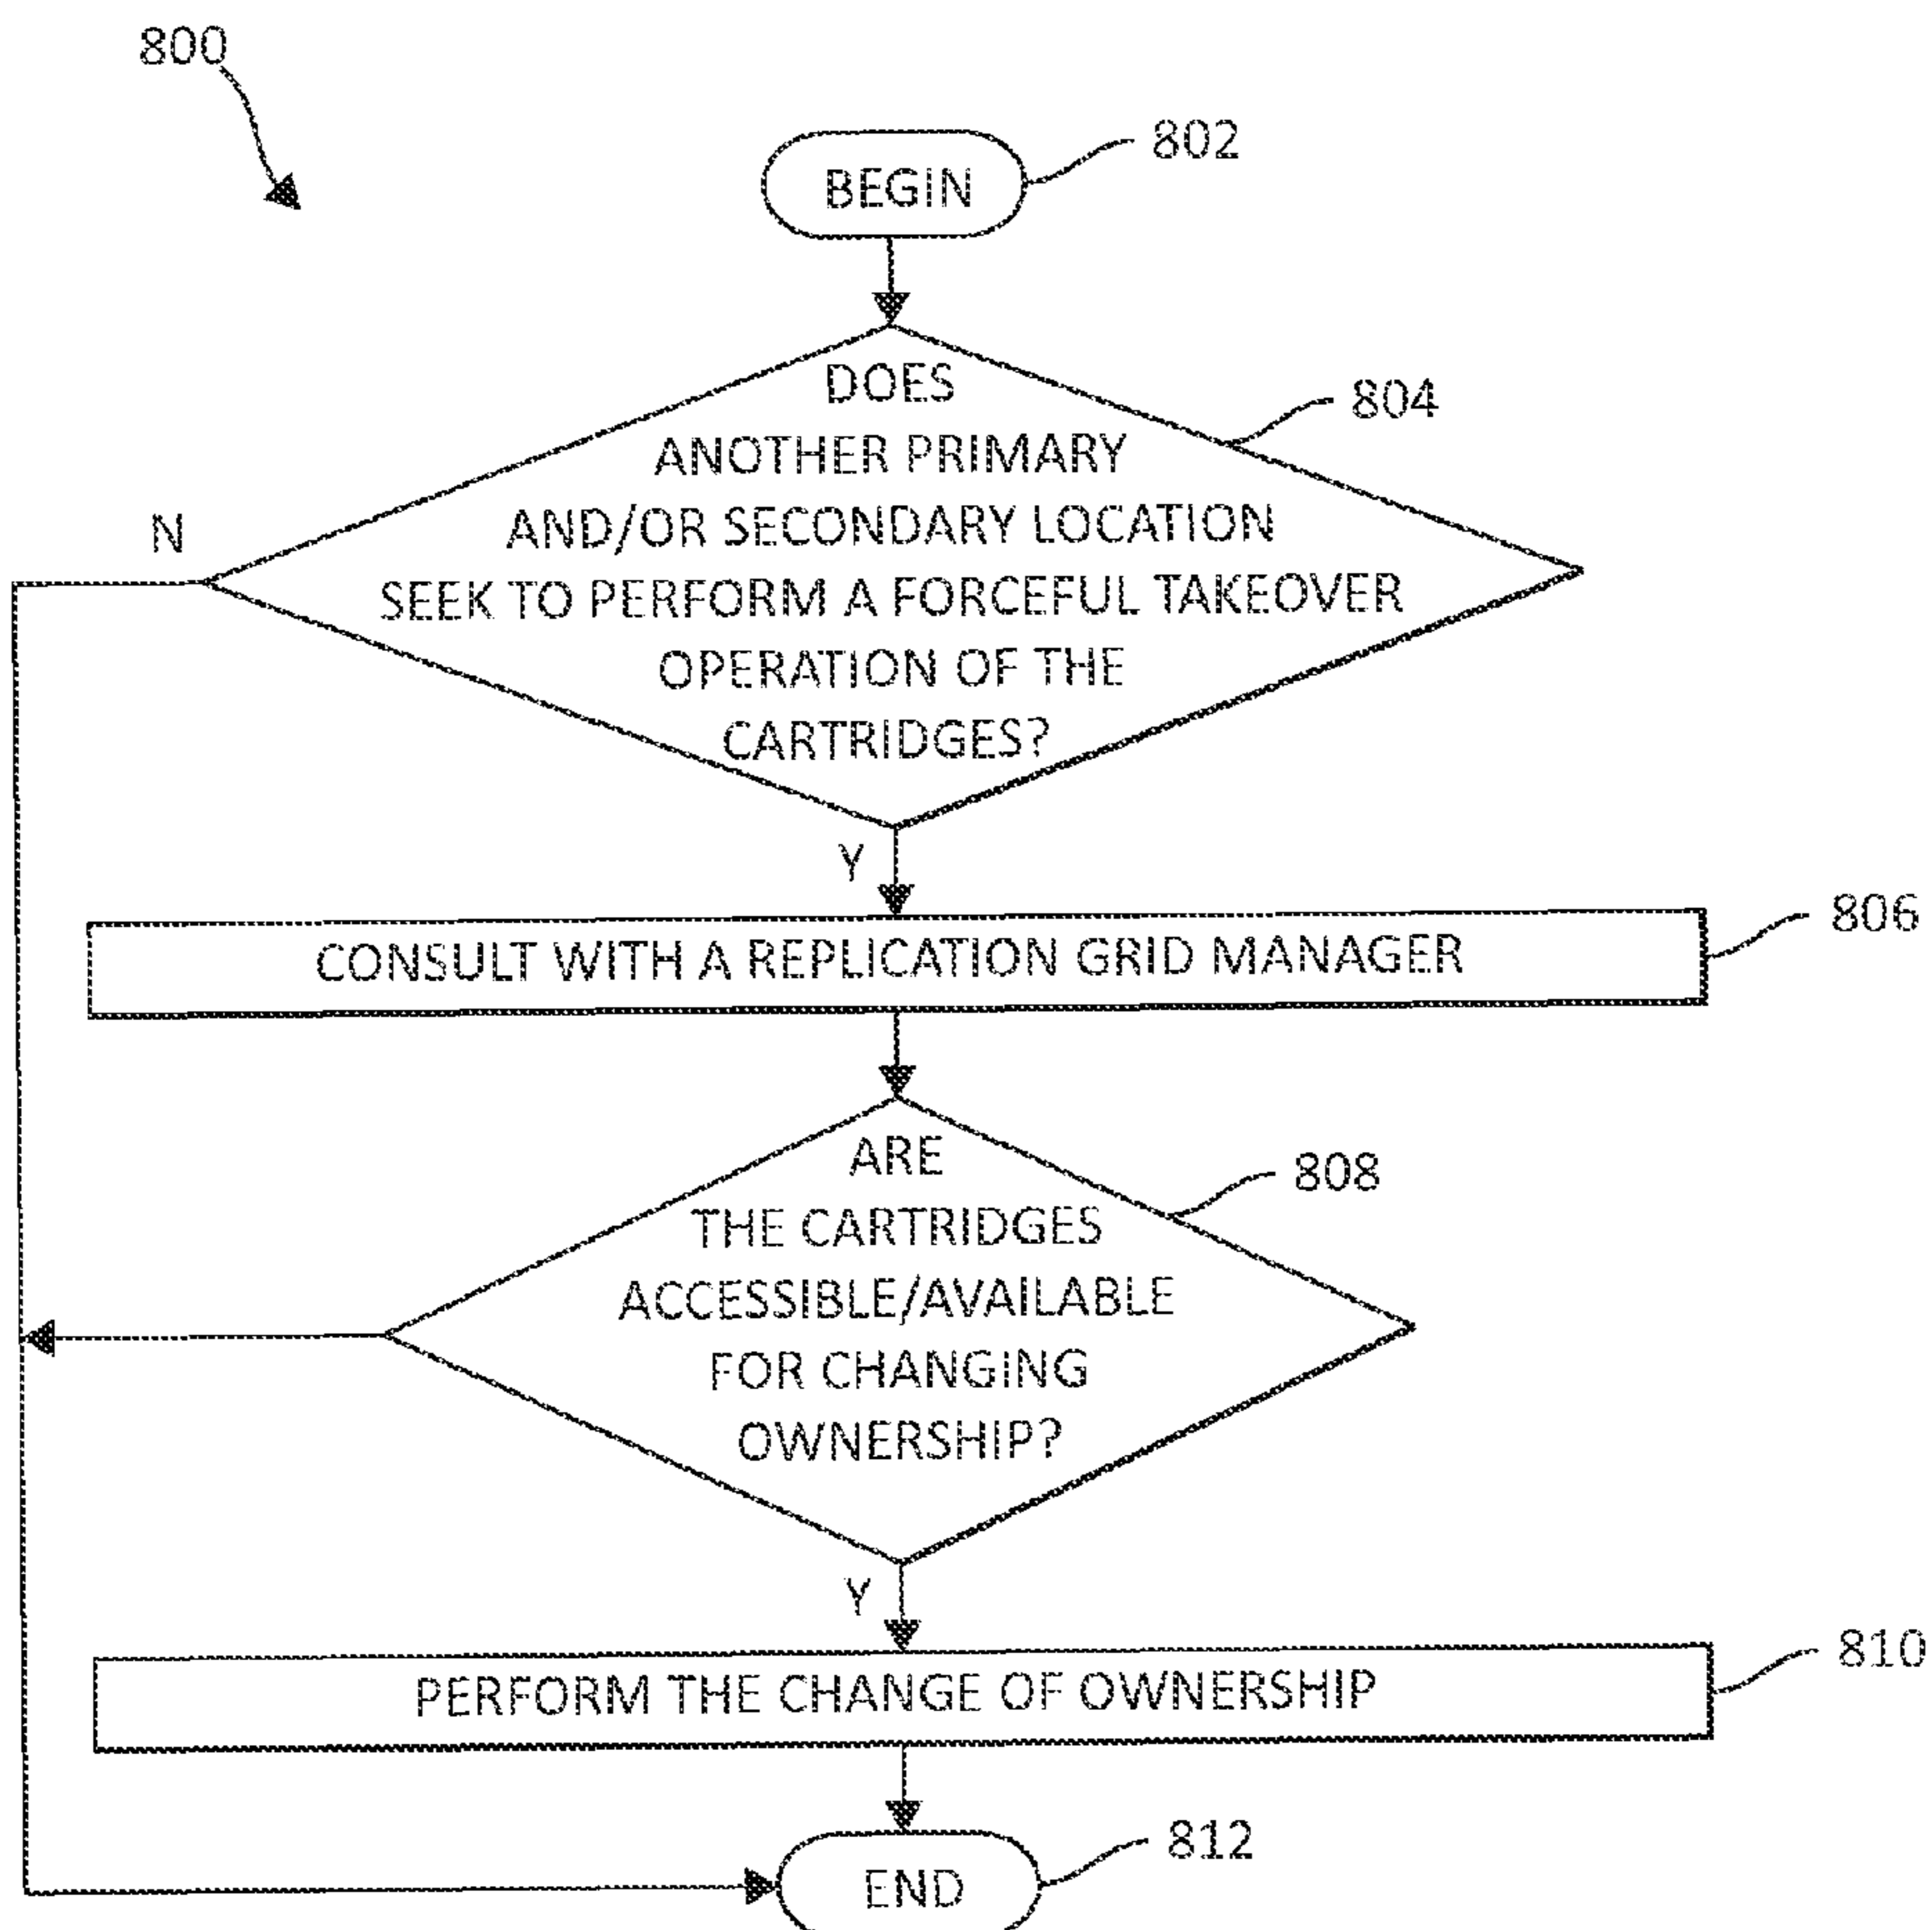 800
BEGIN
802
DOES
ANOTHER PRIMARY
AND/OR SECONDARY LOCATION
SEEK TO PERFORM A FORCEFUL TAKEOVER
OPERATION OF THE
CARTRIDGES?
804
N
Y
CONSULT WITH A REPLICATION GRID MANAGER
806
ARE
THE CARTRIDGES
ACCESSIBLE/AVAILABLE
FOR CHANGING
OWNERSHIP?
808
Y
PERFORM THE CHANGE OF OWNERSHIP
810
END
812